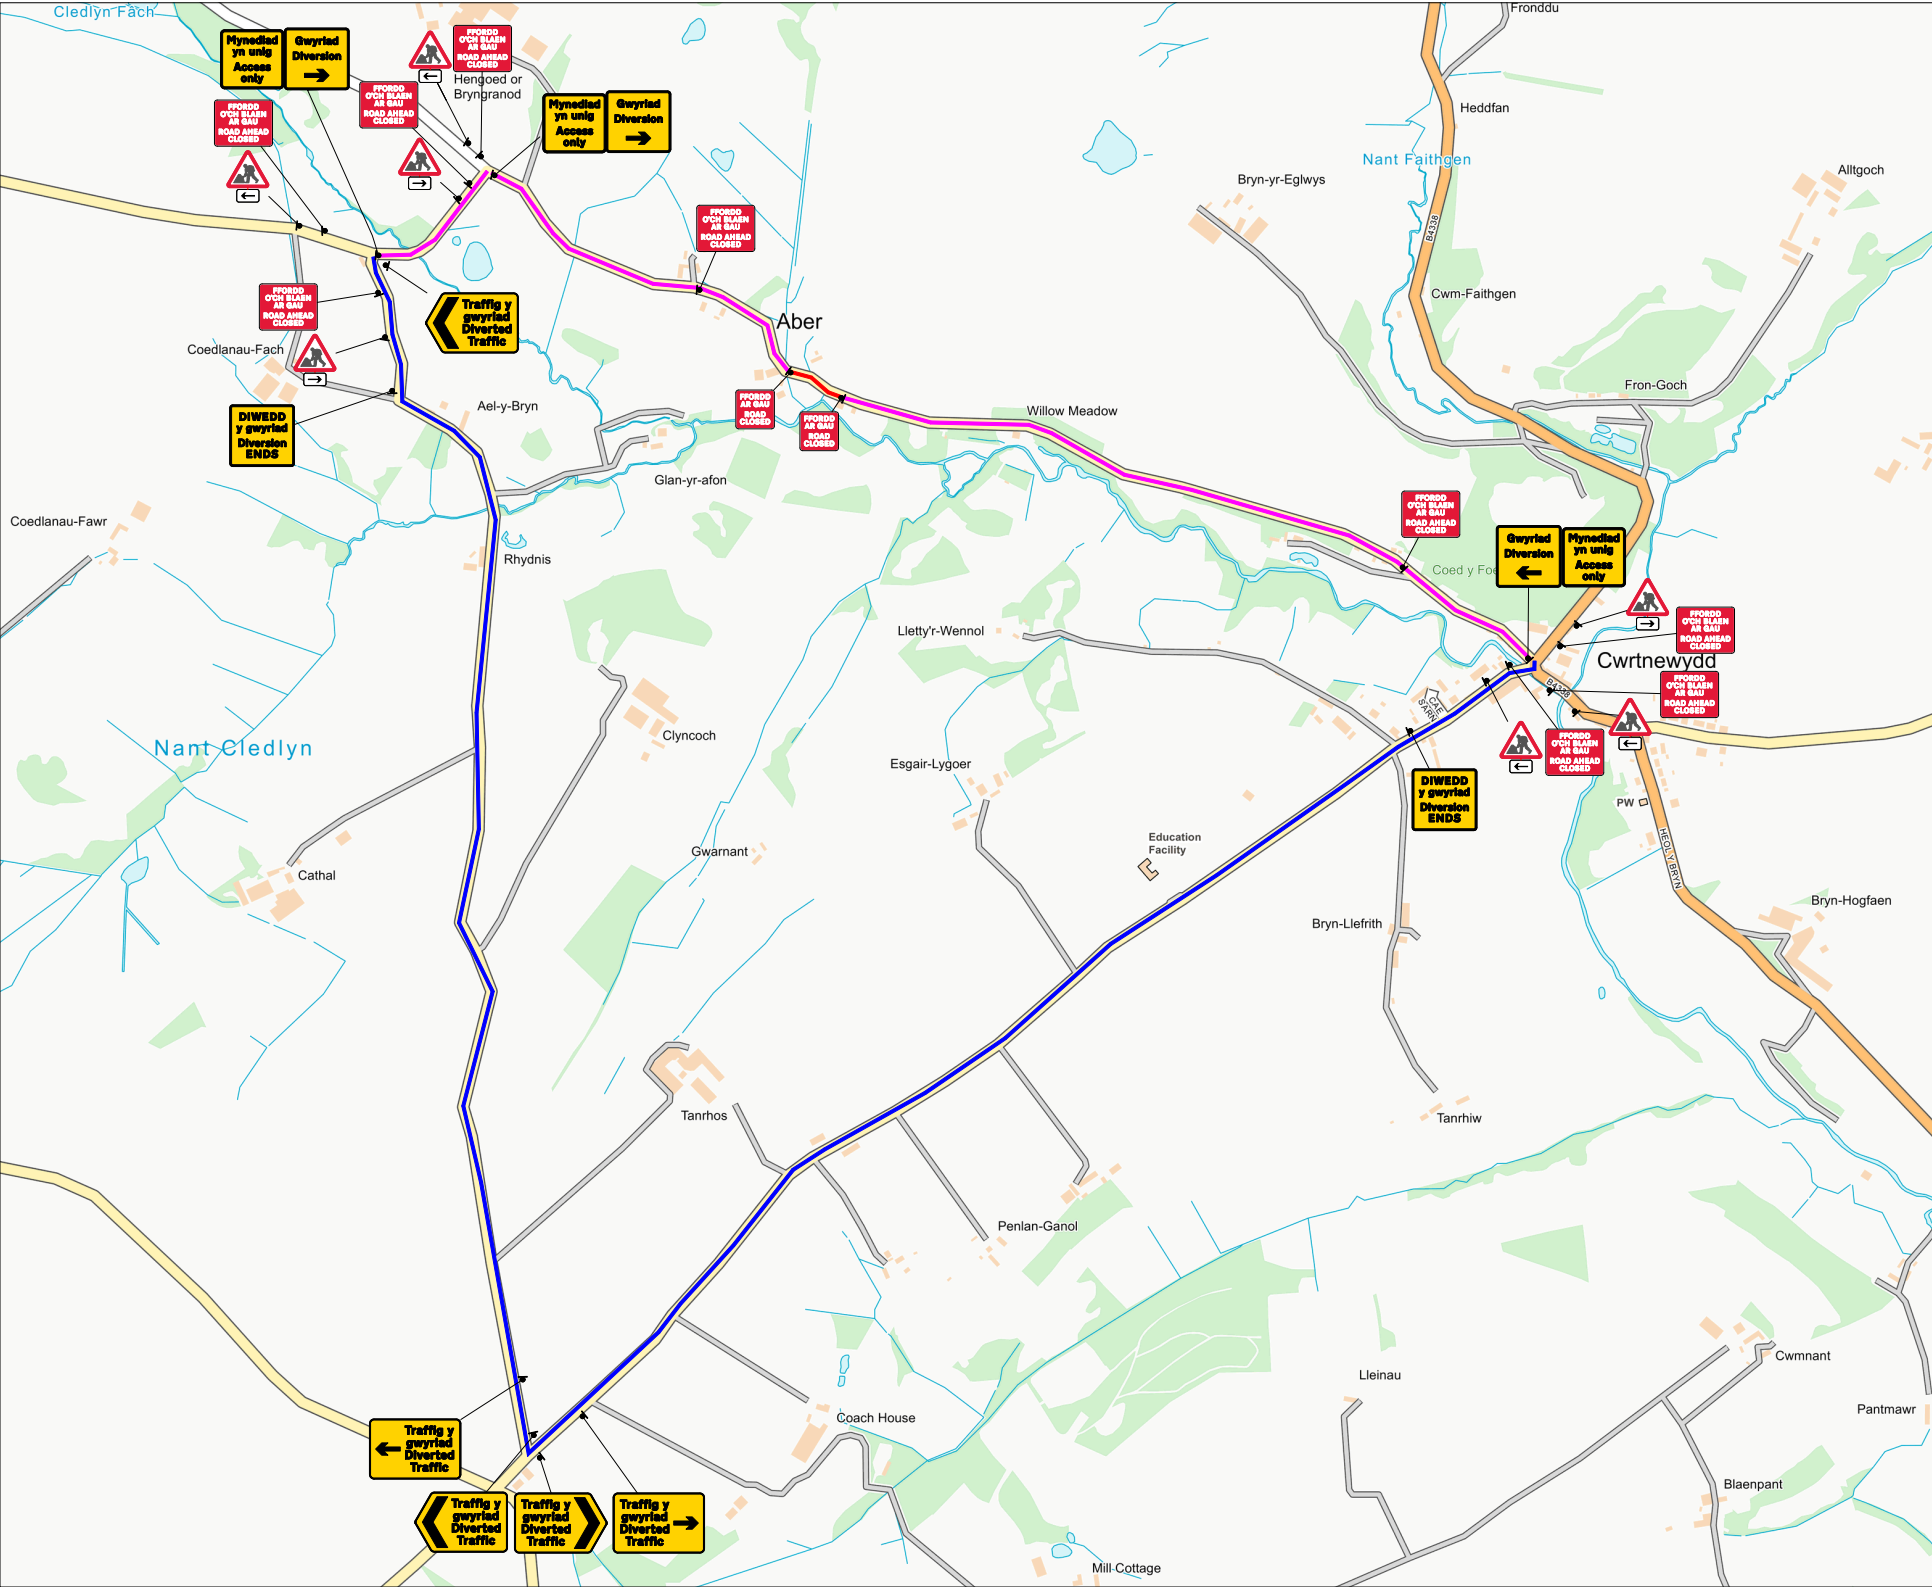 Cledlyn Fach
Mynediad
yn unig
Access
only
Gwyriad
Diversion
FFORDD
O'CH BLAEN
AR GAU
ROAD AHEAD
CLOSED
Hengoed or
Bryngranod
FFORDD
O'CH BLAEN
AR GAU
ROAD AHEAD
CLOSED
FFORDD
O'CH BLAEN
AR GAU
ROAD AHEAD
CLOSED
Mynediad
yn unig
Access
only
Gwyriad
Diversion
Fronddu
Heddfan
Nant Faithgen
Bryn-yr-Eglwys
Alltgoch
B4338
FFORDD
O'CH BLAEN
AR GAU
ROAD AHEAD
CLOSED
FFORDD
O'CH BLAEN
AR GAU
ROAD AHEAD
CLOSED
Traffig y
gwyriad
Diverted
Traffic
Cwm-Faithgen
Aber
Coedlanau-Fach
Fron-Goch
DIWEDD
y gwyriad
Diversion
ENDS
Ael-y-Bryn
FFORDD
AR GAU
ROAD
CLOSED
FFORDD
AR GAU
ROAD
CLOSED
Willow Meadow
Glan-yr-afon
Coedlanau-Fawr
Rhydnis
FFORDD
O'CH BLAEN
AR GAU
ROAD AHEAD
CLOSED
Coed y Foe
Gwyriad
Diversion
Mynediad
yn unig
Access
only
Lletty'r-Wennol
FFORDD
O'CH BLAEN
AR GAU
ROAD AHEAD
CLOSED
Cwrtnewydd
B4338
FFORDD
O'CH BLAEN
AR GAU
ROAD AHEAD
CLOSED
CAE
SARN
FFORDD
O'CH BLAEN
AR GAU
ROAD AHEAD
CLOSED
Nant Cledlyn
Clyncoch
Esgair-Lygoer
DIWEDD
y gwyriad
Diversion
ENDS
PW
HEOL Y BRYN
Education
Facility
Gwarnant
Cathal
Bryn-Llefrith
Bryn-Hogfaen
Tanrhos
Tanrhiw
Penlan-Ganol
Cwmnant
Lleinau
Pantmawr
Coach House
Traffig y
gwyriad
Diverted
Traffic
Blaenpant
Traffig y
gwyriad
Diverted
Traffic
Traffig y
gwyriad
Diverted
Traffic
Traffig y
gwyriad
Diverted
Traffic
Mill Cottage